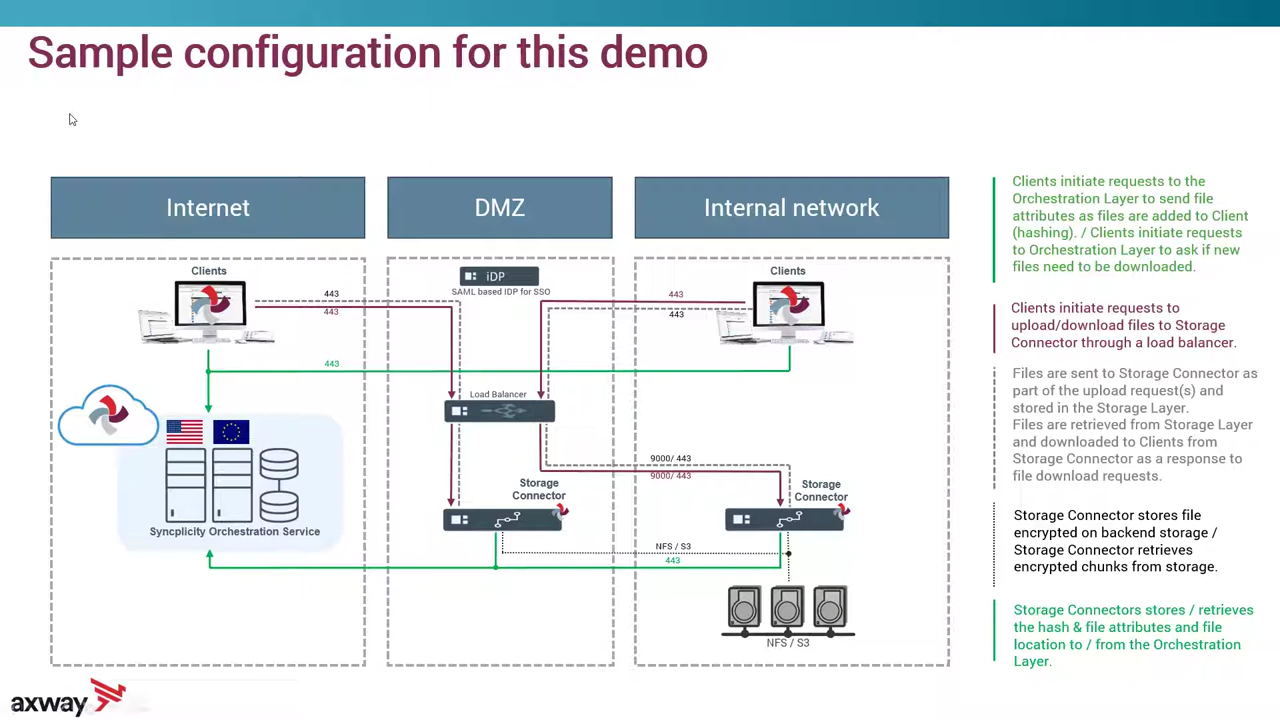 Sample configuration for this demo
Internet
DMZ
Internal network
Clients
443
443
443
iDP
SAML based IDP for SSO
Clients
443
443
Load Balancer
9000/ 443
9000/ 443
Storage
Connector
Storage
Connector
Syncplicity Orchestration Service
NFS / S3
443
NFS / S3
Clients initiate requests to the
Orchestration Layer to send file
attributes as files are added to Client
(hashing). / Clients initiate requests
to Orchestration Layer to ask if new
files need to be downloaded.
Clients initiate requests to
upload/download files to Storage
Connector through a load balancer.
Files are sent to Storage Connector as
part of the upload request(s) and
stored in the Storage Layer.
Files are retrieved from Storage Layer
and downloaded to Clients from
Storage Connector as a response to
file download requests.
Storage Connector stores file
encrypted on backend storage /
Storage Connector retrieves
encrypted chunks from storage.
Storage Connectors stores / retrieves
the hash & file attributes and file
location to / from the Orchestration
Layer.
axway